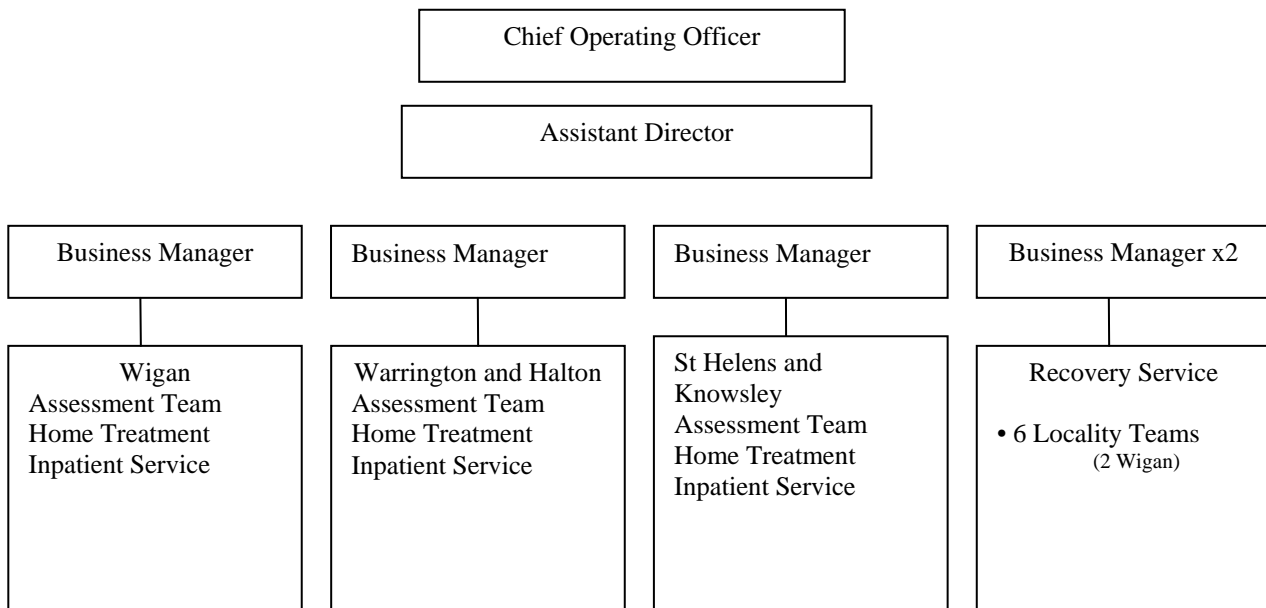 Chief Operating Officer
Assistant Director
Business Manager
Business Manager
Business Manager
Business Manager x2
Wigan
Assessment Team
Home Treatment
Inpatient Service
Warrington and Halton
Assessment Team
Home Treatment
Inpatient Service
St Helens and
Knowsley
Assessment Team
Home Treatment
Inpatient Service
Recovery Service
• 6 Locality Teams
(2 Wigan)